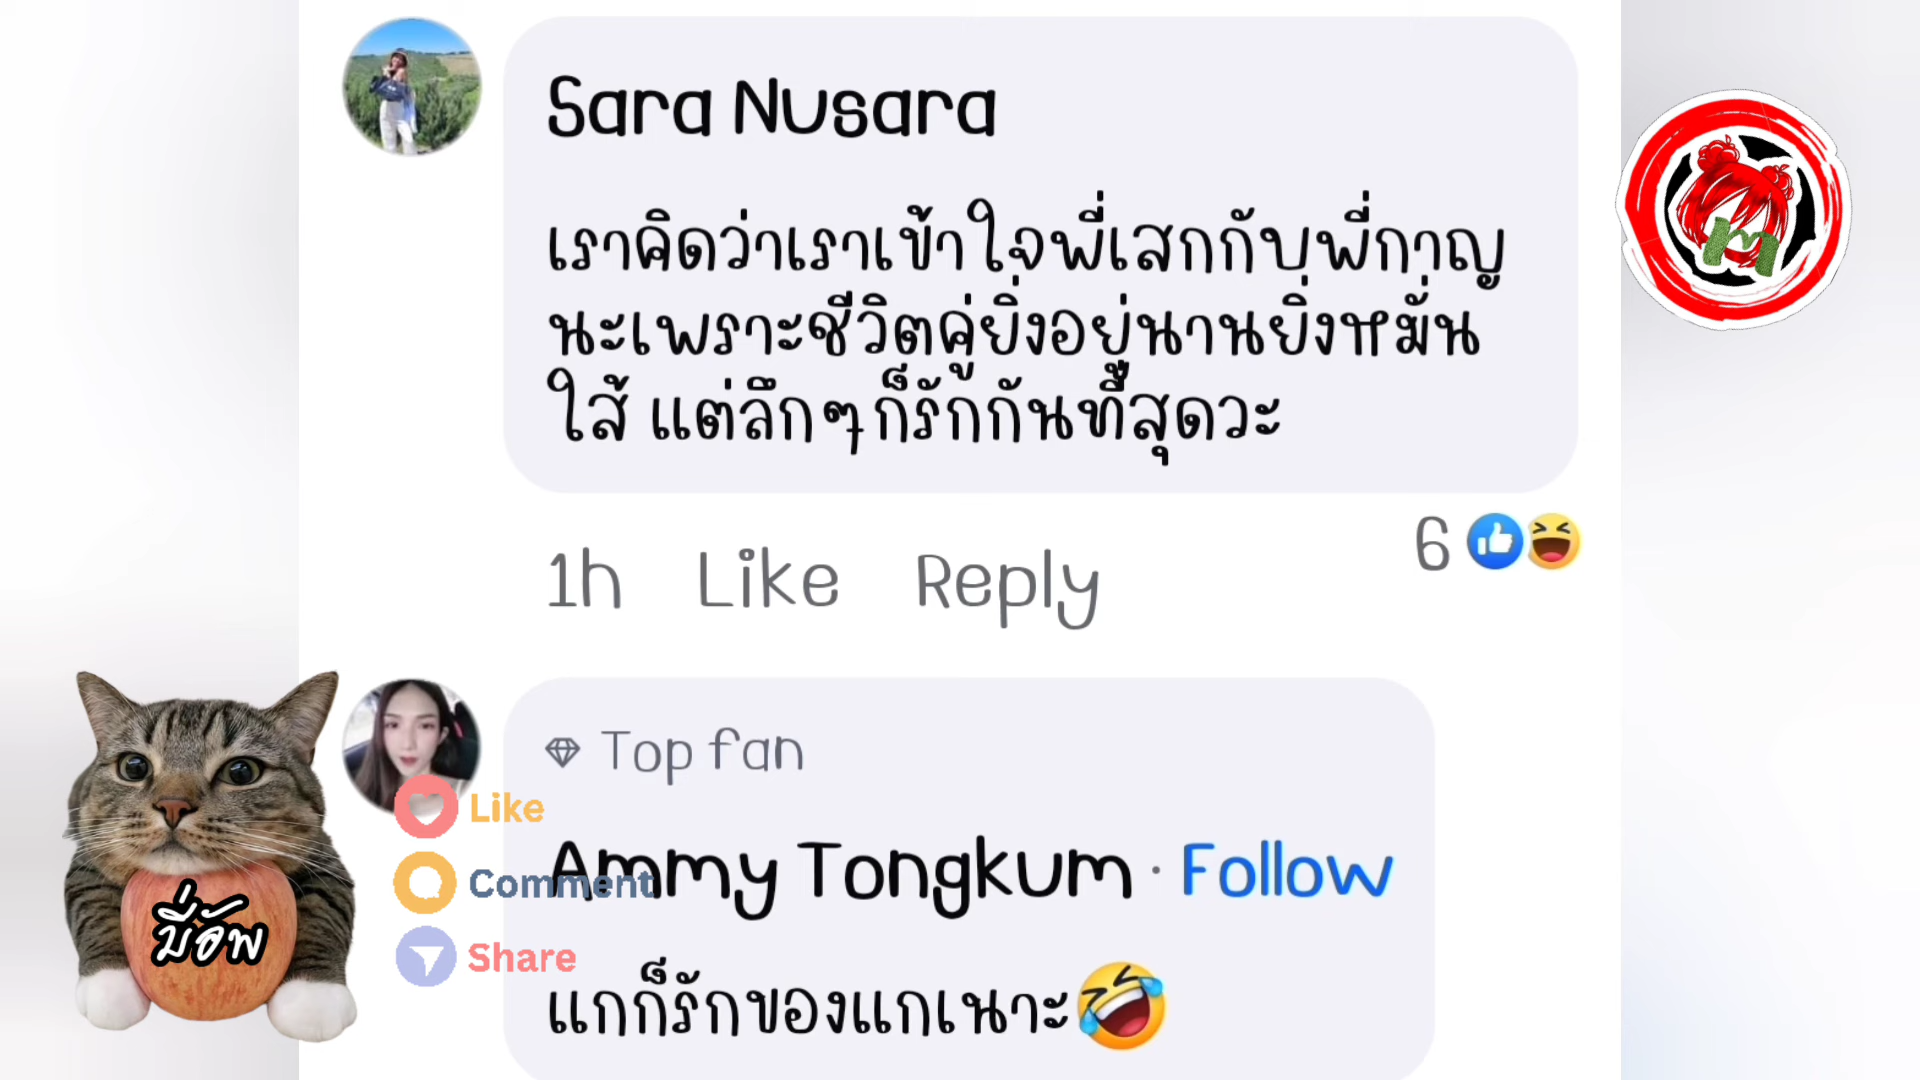 Sara Nusara
เราคิดว่าเราเข้าใจพี่เสกกับพี่กาญ
นะเพราะชีวิตคู่ยิ่งอยู่นานยิ่งหมั่น
ใส้ แต่ลึกๆก็รักกันที่สุดวะ
1h Like Reply
6
Top fan
Like
Ammy Tongkum · Follow
Comment
Share
แกก็รักของแกเนาะ
บี่อัพ
m